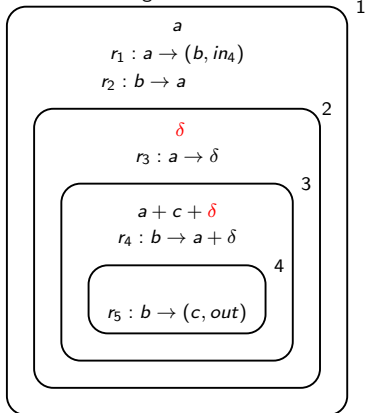 1
a
r₁ : a → (b, in₄)
r₂ : b → a
2
δ
r₃ : a → δ
3
a + c + δ
r₄ : b → a + δ
4
r₅ : b → (c, out)